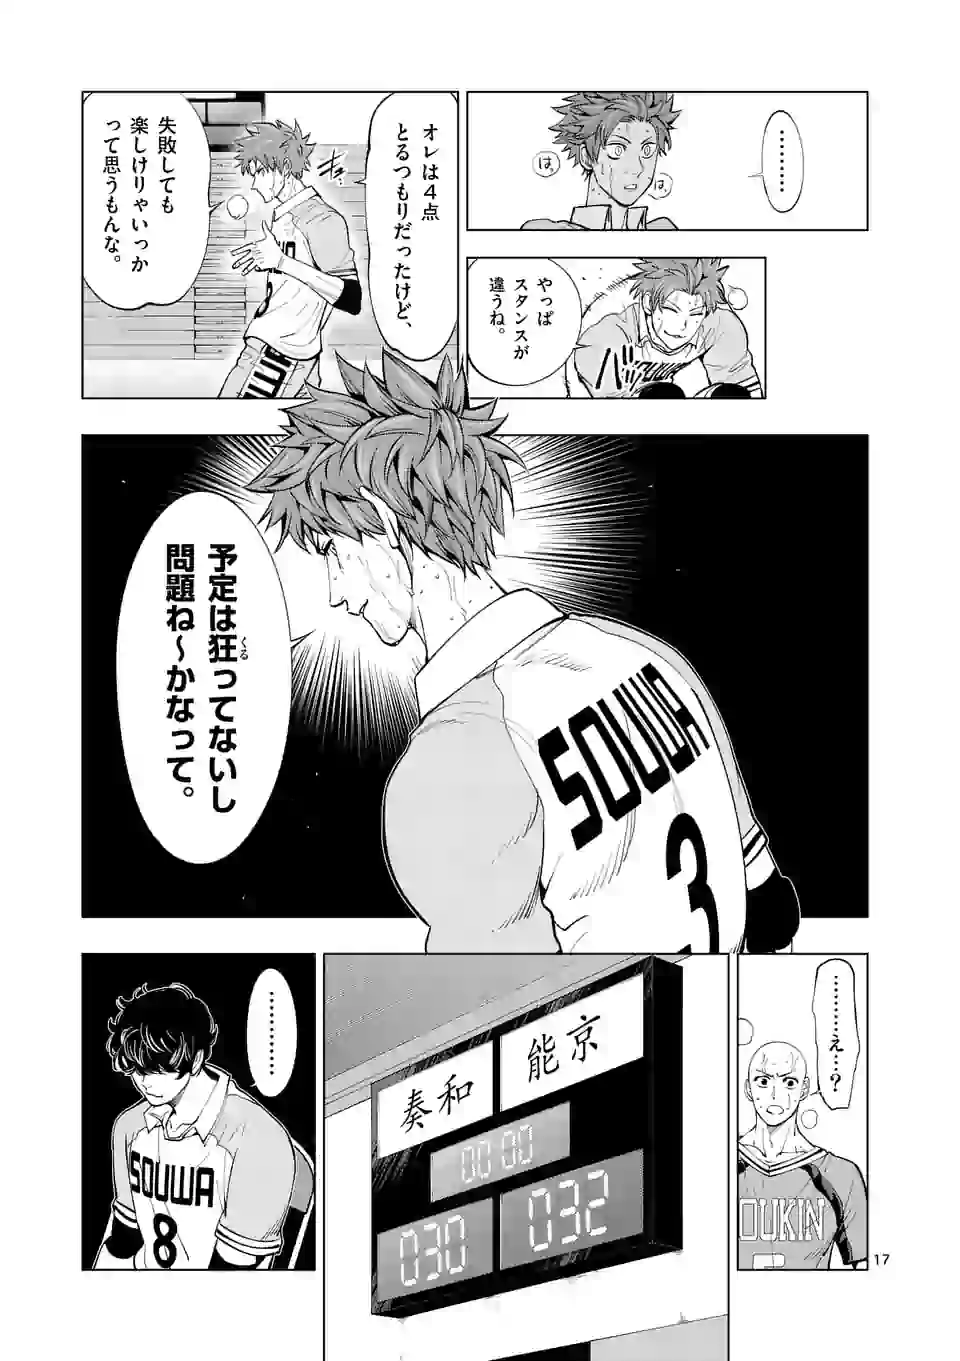 ………
は、
は、
やっぱ
スタンスが
違うね。
バッ
SOUWA
オレは4点
とるつもりだったけど、
失敗しても
楽しけりゃいっか
って思うもんな。
予定は狂ってないし
くる
問題ね〜かなって。
SOUWA
3
………え…?
OUKIN
奏和
能京
00 00
030
032
………
SOUWA
8
17